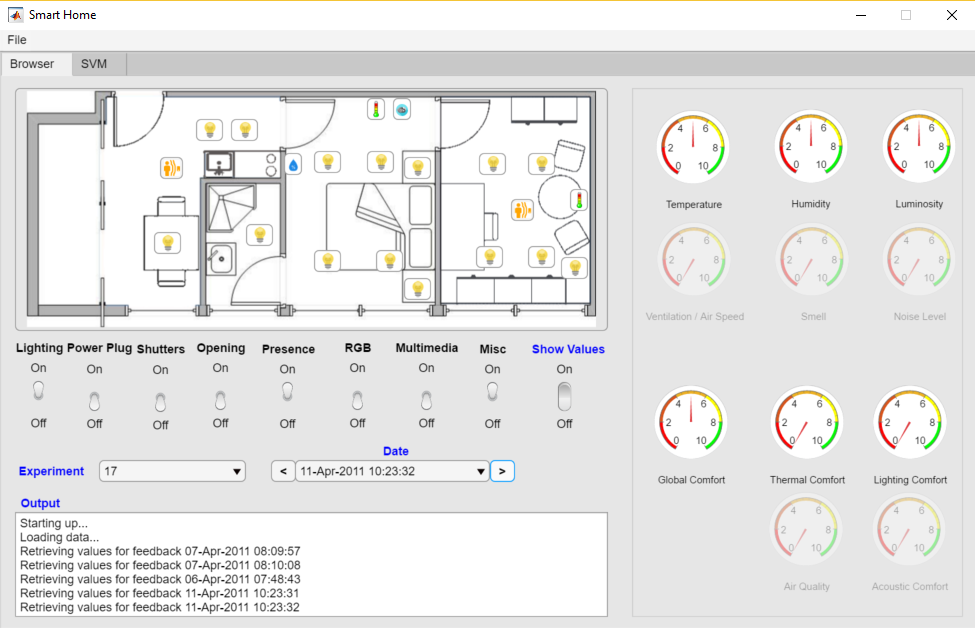 Smart Home
File
Browser SVM
Lighting Power Plug Shutters Opening Presence RGB Multimedia Misc Show Values
On On On On On On On On On
Off Off Off Off Off Off Off Off Off
Experiment 17
Date
< 11-Apr-2011 10:23:32 >
Output
Starting up...
Loading data...
Retrieving values for feedback 07-Apr-2011 08:09:57
Retrieving values for feedback 07-Apr-2011 08:10:08
Retrieving values for feedback 06-Apr-2011 07:48:43
Retrieving values for feedback 11-Apr-2011 10:23:31
Retrieving values for feedback 11-Apr-2011 10:23:32
4 6 4 6 4 6
2 8 2 8 2 8
0 10 0 10 0 10
Temperature Humidity Luminosity
4 6 4 6 4 6
2 8 2 8 2 8
0 10 0 10 0 10
Ventilation / Air Speed Smell Noise Level
4 6 4 6 4 6
2 8 2 8 2 8
0 10 0 10 0 10
Global Comfort Thermal Comfort Lighting Comfort
4 6 4 6
2 8 2 8
0 10 0 10
Air Quality Acoustic Comfort